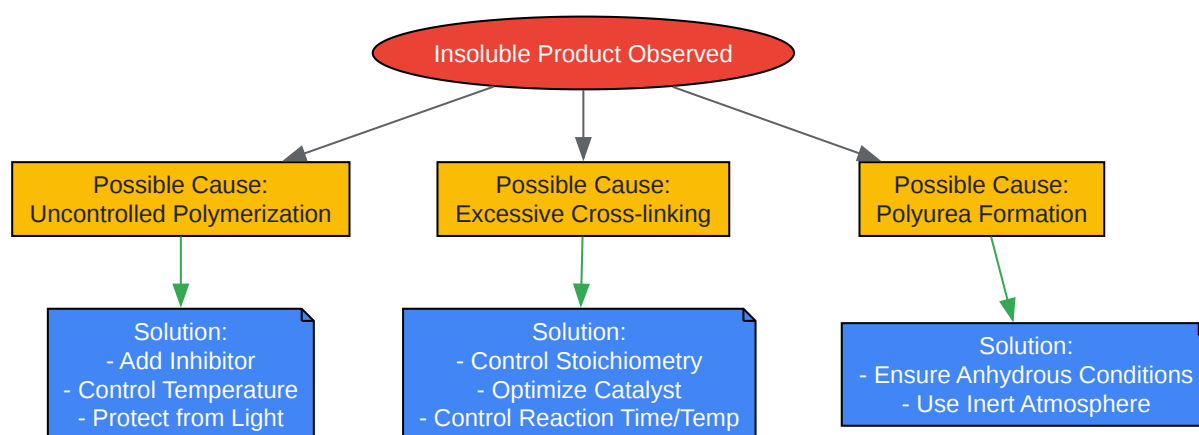 Insoluble Product Observed
Possible Cause:
Uncontrolled Polymerization
Possible Cause:
Excessive Cross-linking
Possible Cause:
Polyurea Formation
Solution:
- Add Inhibitor
- Control Temperature
- Protect from Light
Solution:
- Control Stoichiometry
- Optimize Catalyst
- Control Reaction Time/Temp
Solution:
- Ensure Anhydrous Conditions
- Use Inert Atmosphere